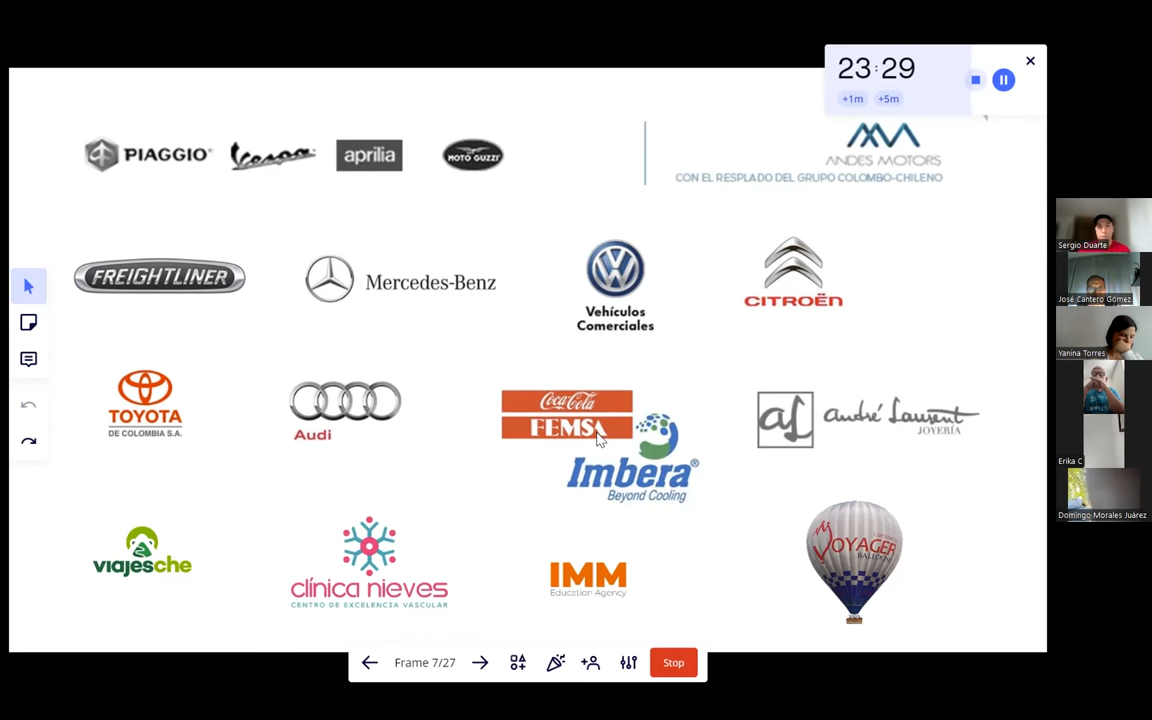 23:29
+1m +5m
PIAGGIO Vespa aprilia MOTO GUZZI
ANDES MOTORS
CON EL RESPLADO DEL GRUPO COLOMBO-CHILENO
FREIGHTLINER
Mercedes-Benz
Vehículos
Comerciales
CITROËN
TOYOTA
DE COLOMBIA S.A.
Audi
Coca-Cola
FEMSA
Imbera®
Beyond Cooling
aL andré Laurent
JOYERÍA
viajesche
clínica nieves
CENTRO DE EXCELENCIA VASCULAR
IMM
Education Agency
VOYAGER
BALLOONS
Frame 7/27
Stop
Sergio Duarte
José Cantero Gómez
Yanina Torres
Erika C
Domingo Morales Juárez